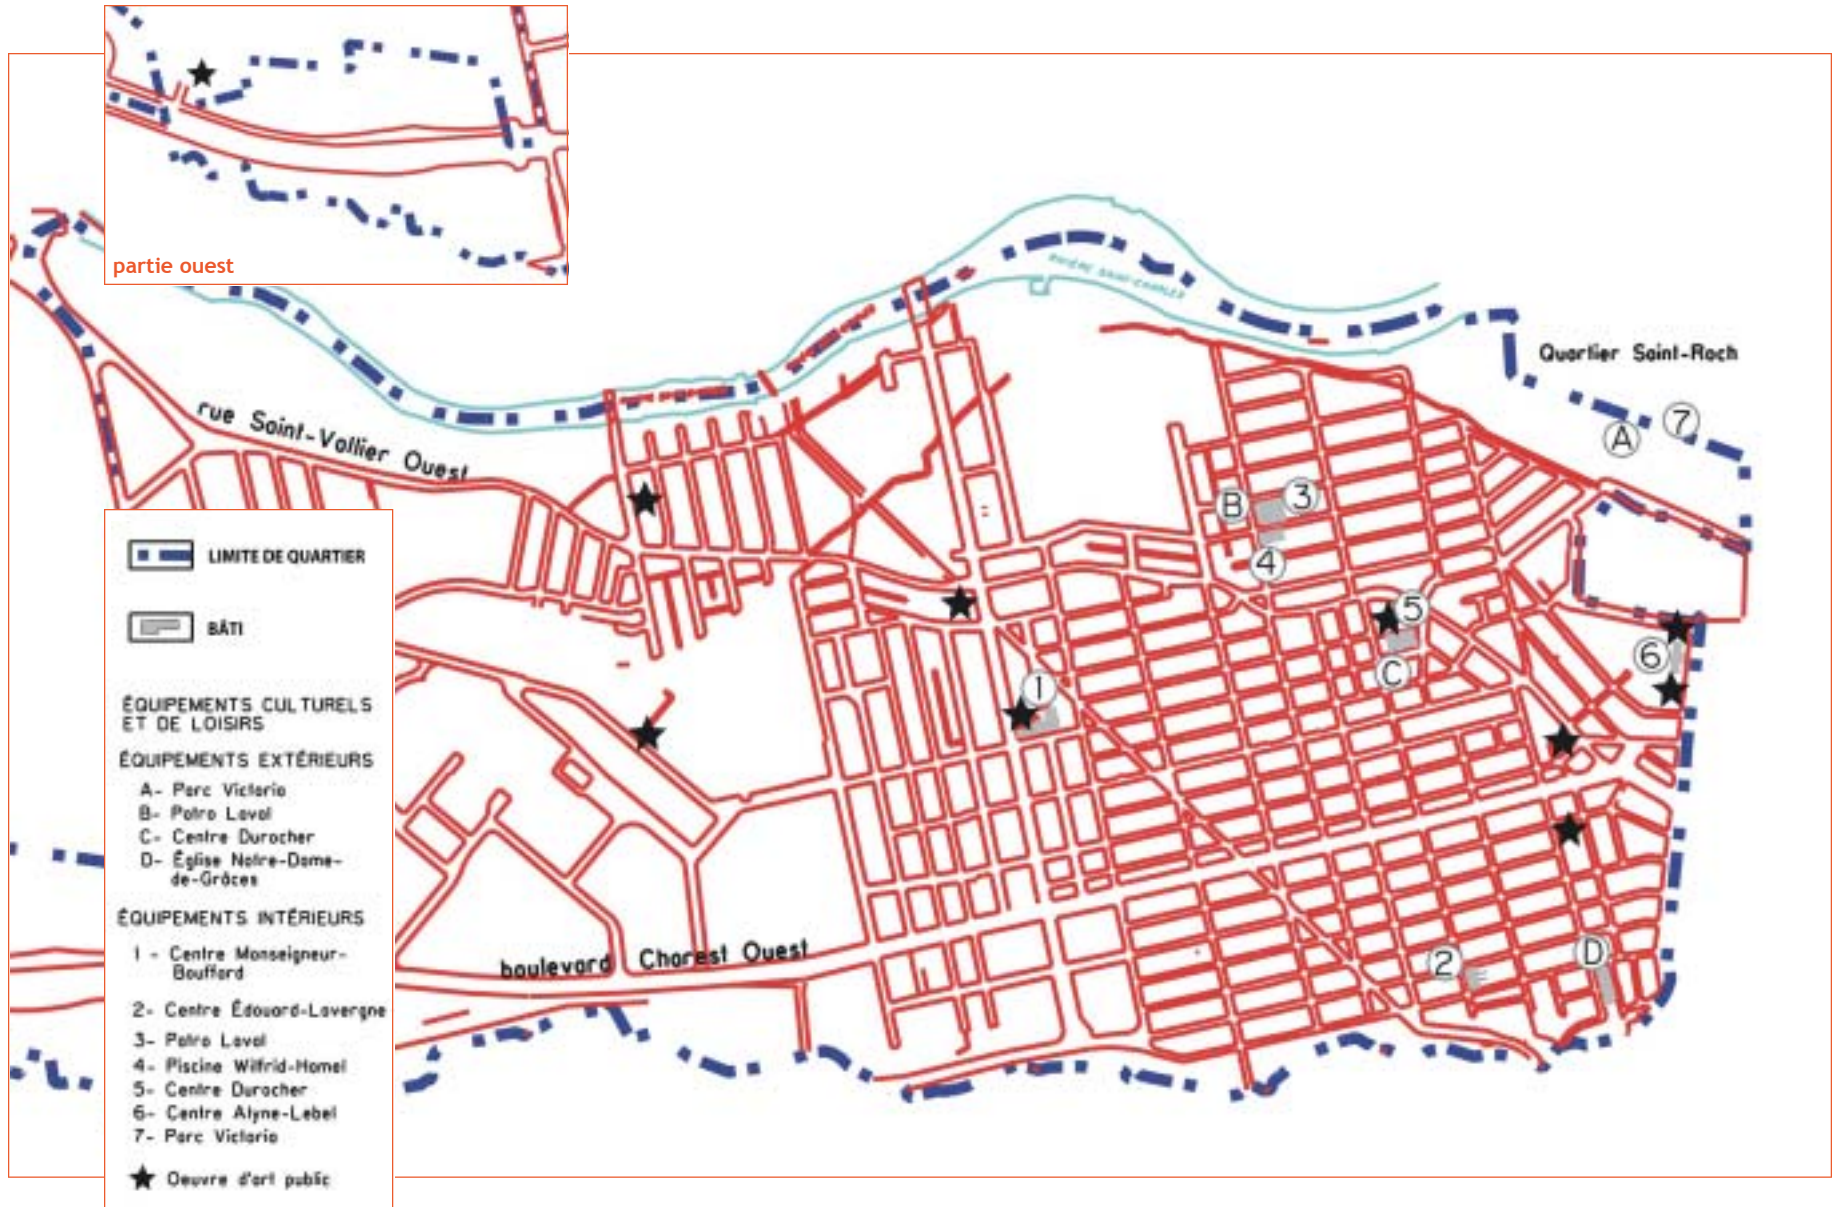 partie ouest
RIVIÈRE SAINT-CHARLES
Quartier Saint-Roch
A
7
rue Saint-Vallier Ouest
B
3
4
5
C
6
1
LIMITE DE QUARTIER
BÂTI
ÉQUIPEMENTS CULTURELS
ET DE LOISIRS
ÉQUIPEMENTS EXTÉRIEURS
A- Parc Victoria
B- Patro Laval
C- Centre Durocher
D- Église Notre-Dame-
de-Grâces
ÉQUIPEMENTS INTÉRIEURS
1 - Centre Monseigneur-
Bouffard
2- Centre Édouard-Lavergne
3- Patro Laval
4- Piscine Wilfrid-Hamel
5- Centre Durocher
6- Centre Alyne-Lebel
7- Parc Victoria
Oeuvre d'art public
boulevard Charest Ouest
2
D